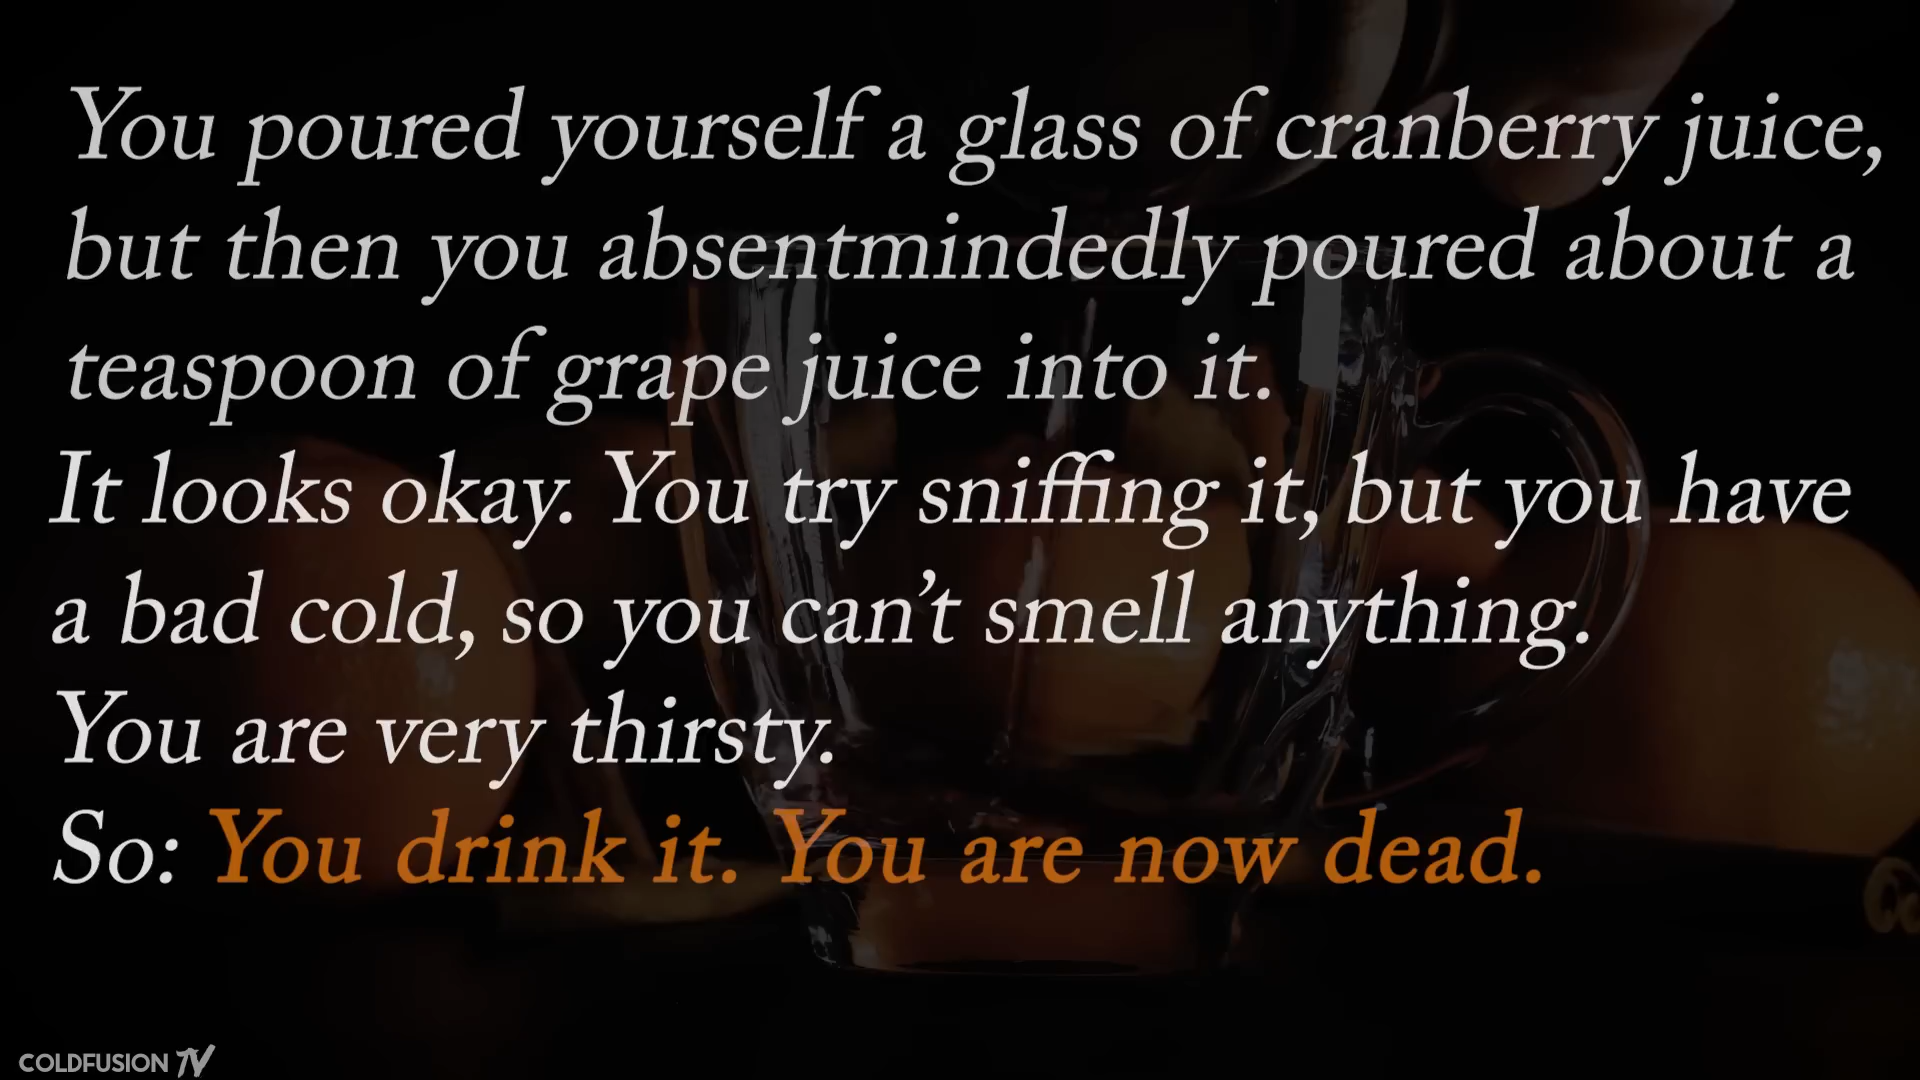 You poured yourself a glass of cranberry juice,
but then you absentmindedly poured about a
teaspoon of grape juice into it.
It looks okay. You try sniffing it, but you have
a bad cold, so you can’t smell anything.
You are very thirsty.
So: You drink it. You are now dead.
COLDFUSION TV